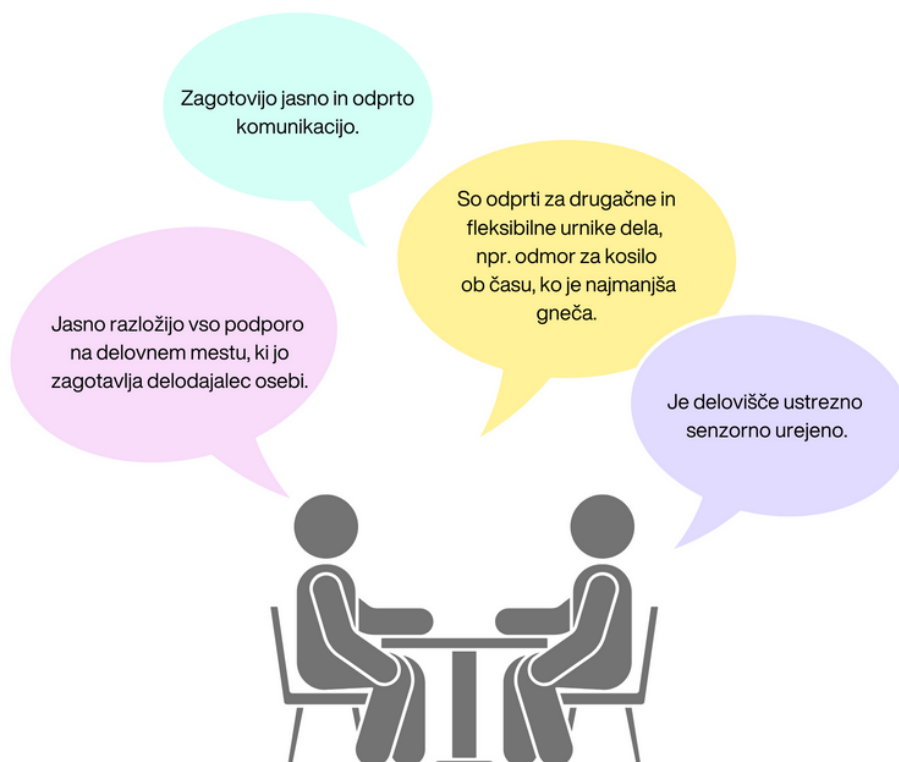 Zagotovijo jasno in odprto
komunikacijo.
So odprti za drugačne in
fleksibilne urnike dela,
npr. odmor za kosilo
ob času, ko je najmanjša
gneča.
Jasno razložijo vso podporo
na delovnem mestu, ki jo
zagotavlja delodajalec osebi.
Je delovišče ustrezno
senzorno urejeno.